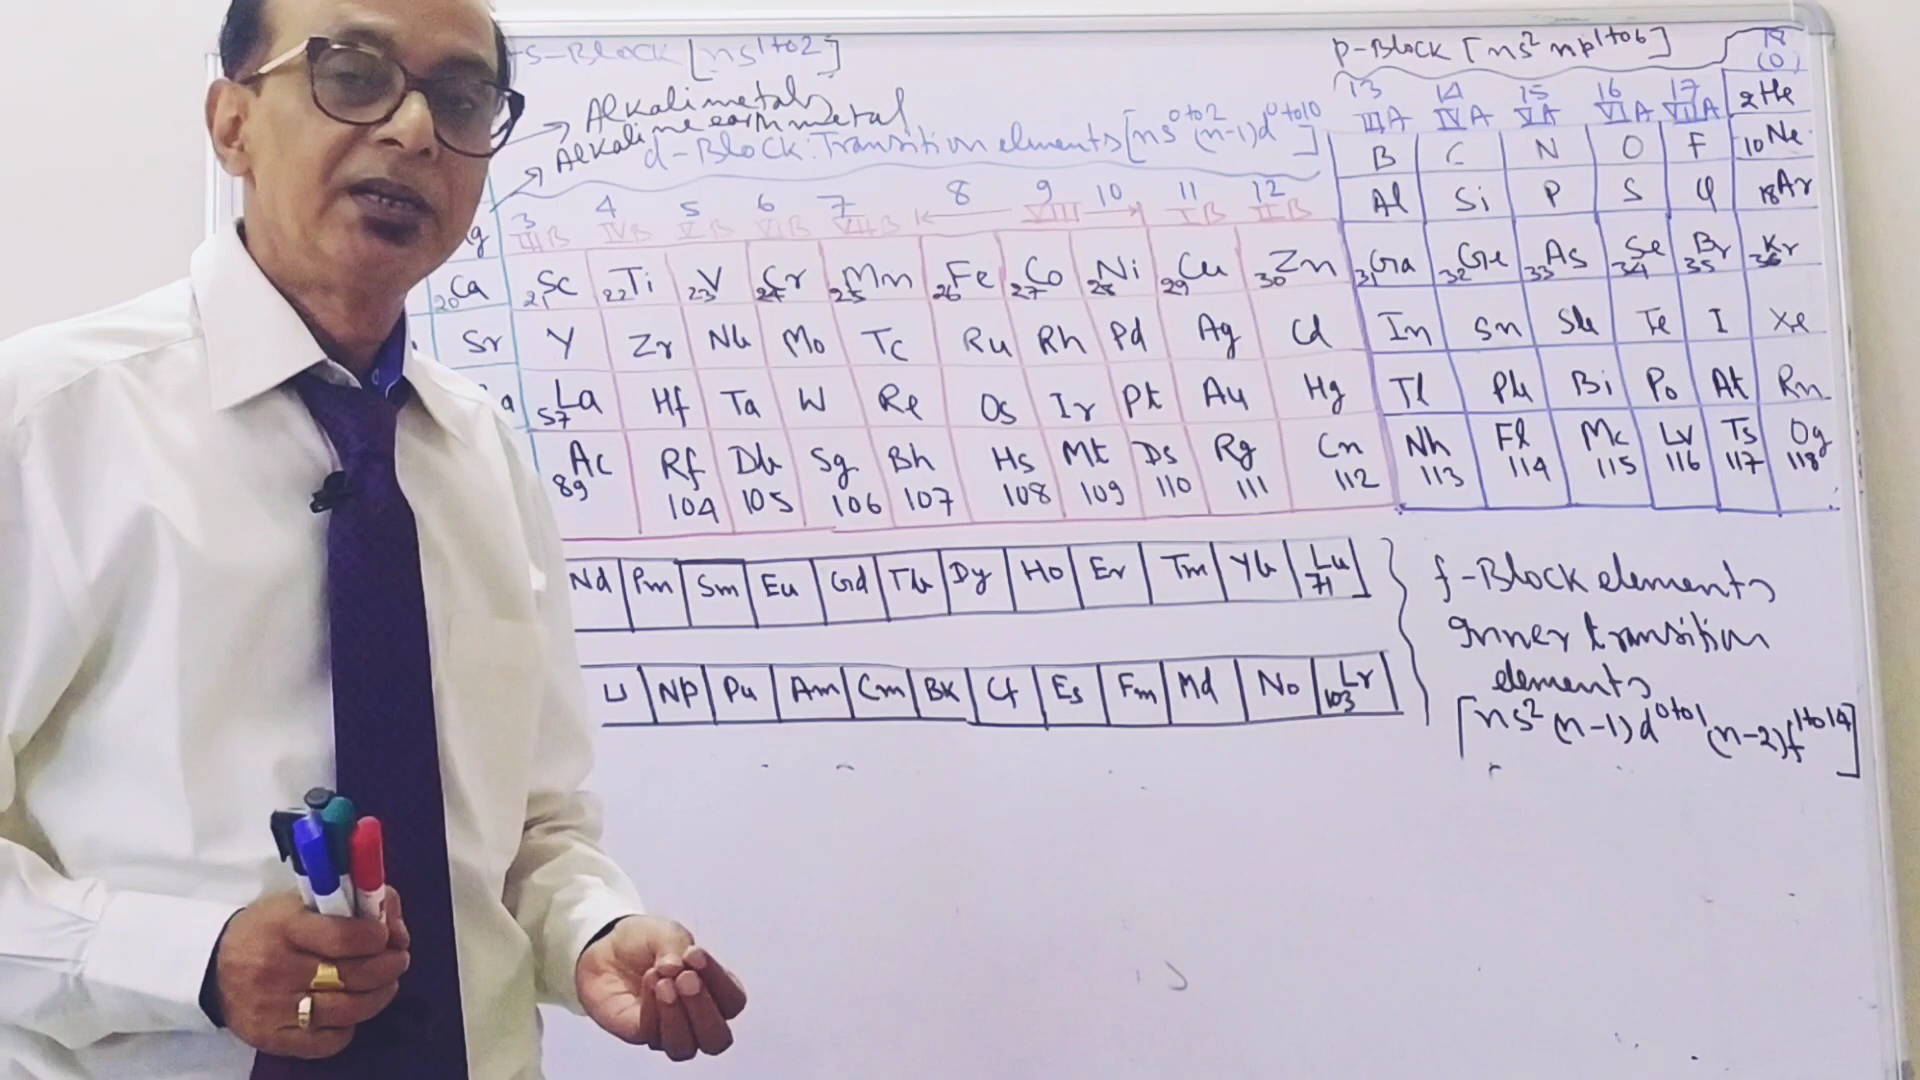 s-Block [ns1to2]
p-Block [ns² np1to6]
18
(0)
Alkali metals
Alkaline earth metal
d-Block: Transition elements [ns0to2 (n-1)d0to10]
13 14 15 16 17
IIIA IVA VA VIA VIIA
2He
B C N O F 10Ne
Al Si P S Cl 18Ar
3 4 5 6 7 8 9 10 11 12
IIIB IVB VB VIB VIIB VIII IB IIB
g
20Ca 21Sc 22Ti 23V 24Cr 25Mn 26Fe 27Co 28Ni 29Cu 30Zn 31Ga 32Ge 33As 34Se 35Br 36Kr
Sr Y Zr Nb Mo Tc Ru Rh Pd Ag Cd In Sn Sb Te I Xe
a 57La Hf Ta W Re Os Ir Pt Au Hg Tl Pb Bi Po At Rn
89Ac Rf Db Sg Bh Hs Mt Ds Rg Cn Nh Fl Mc Lv Ts Og
104 105 106 107 108 109 110 111 112 113 114 115 116 117 118
Nd Pm Sm Eu Gd Tb Dy Ho Er Tm Yb Lu
71
U Np Pu Am Cm Bk Cf Es Fm Md No Lr
103
f-Block elements
Inner transition
elements
[ns² (n-1)d0to1 (n-2)f1to14]